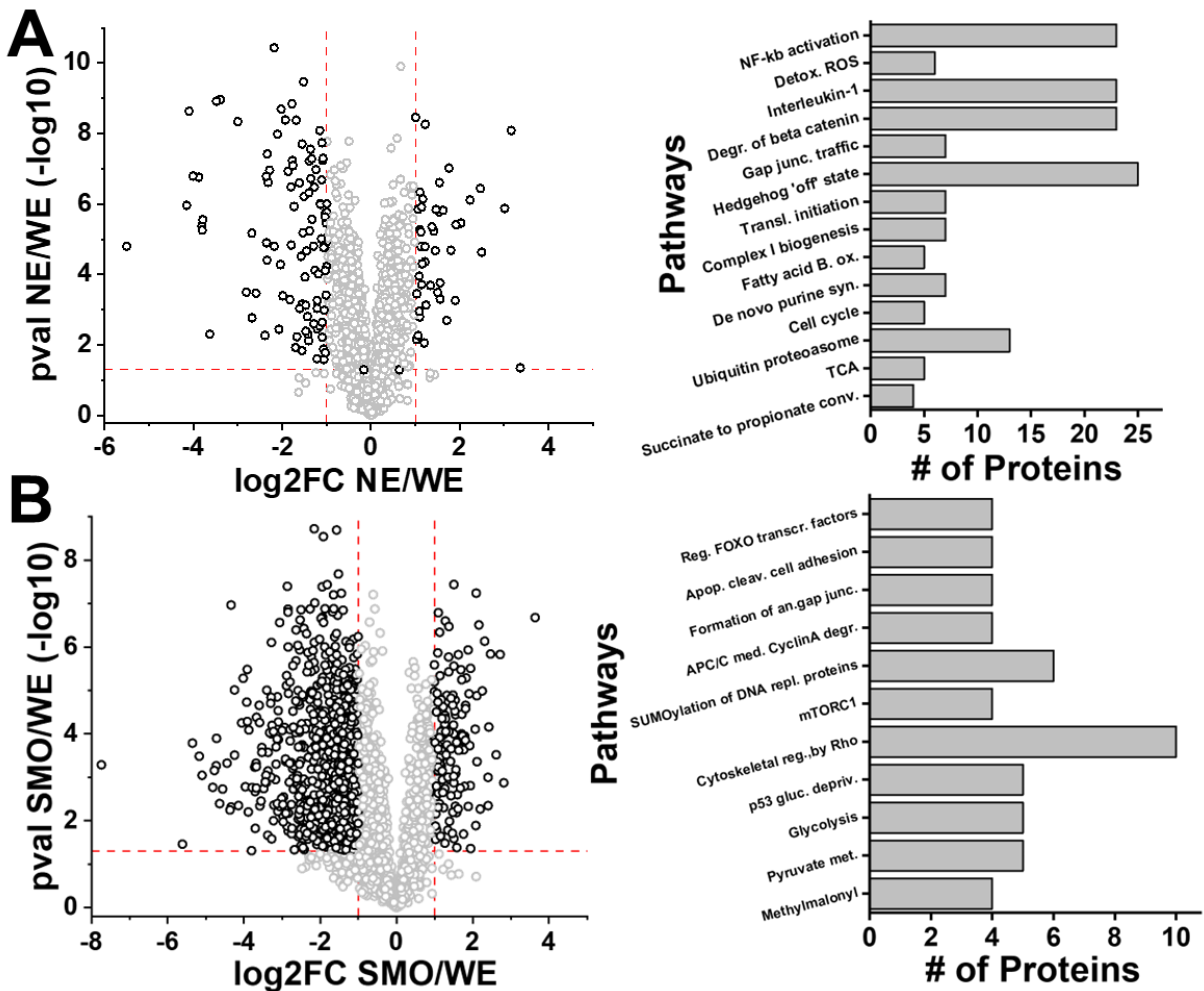 A
pval NE/WE (-log10)
10
8
6
4
2
0
-6
-4
-2
0
2
4
log2FC NE/WE
Pathways
NF-kb activation
Detox. ROS
Interleukin-1
Degr. of beta catenin
Gap junc. traffic
Hedgehog 'off' state
Transl. initiation
Complex I biogenesis
Fatty acid B. ox.
De novo purine syn.
Cell cycle
Ubiquitin proteoasome
TCA
Succinate to propionate conv.
0
5
10
15
20
25
# of Proteins
B
pval SMO/WE (-log10)
8
6
4
2
0
-8
-6
-4
-2
0
2
4
log2FC SMO/WE
Pathways
Reg. FOXO transcr. factors
Apop. cleav. cell adhesion
Formation of an.gap junc.
APC/C med. CyclinA degr.
SUMOylation of DNA repl. proteins
mTORC1
Cytoskeletal reg.,by Rho
p53 gluc. depriv.
Glycolysis
Pyruvate met.
Methylmalonyl
0
2
4
6
8
10
# of Proteins